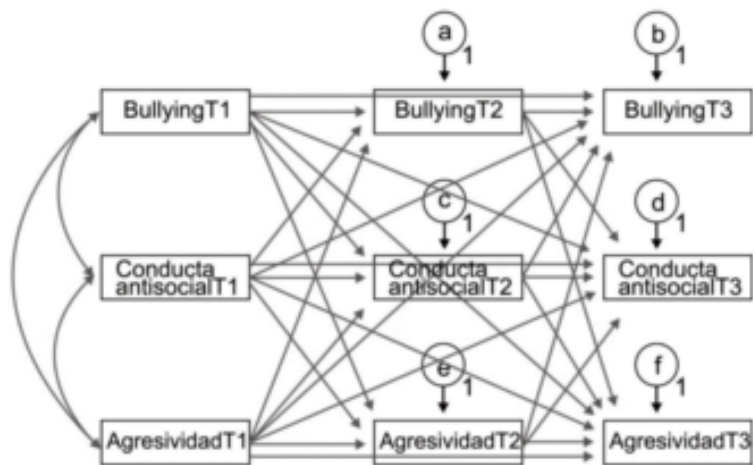 a
b
1
1
BullyingT1
BullyingT2
BullyingT3
c
d
1
1
Conducta
antisocialT1
Conducta
antisocialT2
Conducta
antisocialT3
e
f
1
1
AgresividadT1
AgresividadT2
AgresividadT3